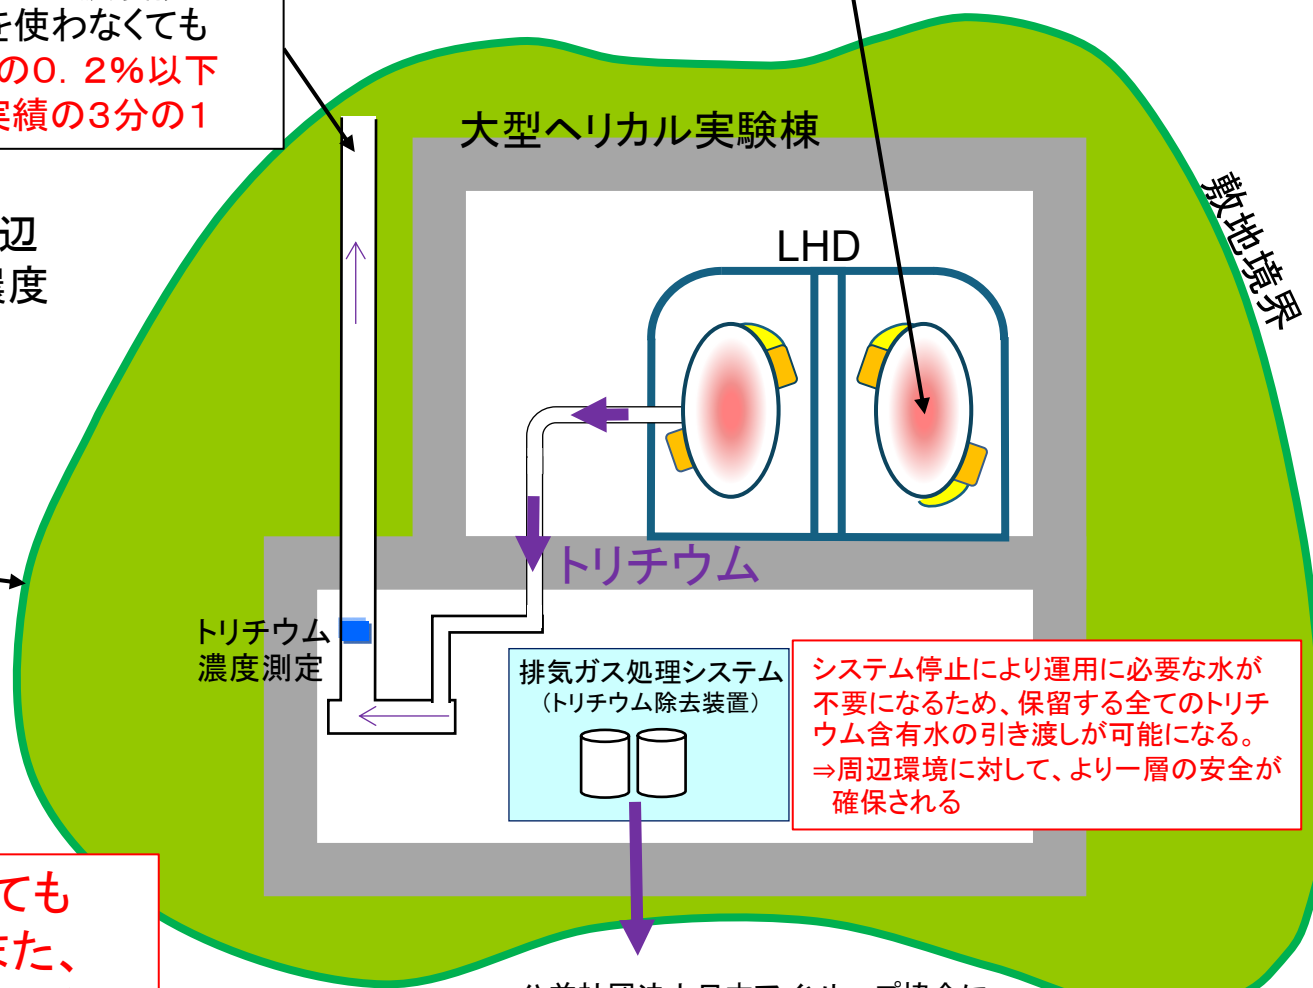 を使わなくても
の0．2%以下
実績の3分の1
大型ヘリカル実験棟
敷地境界
辺
濃度
LHD
トリチウム
トリチウム
濃度測定
排気ガス処理システム
（トリチウム除去装置）
システム停止により運用に必要な水が
不要になるため、保留する全てのトリチ
ウム含有水の引き渡しが可能になる。
⇒周辺環境に対して、より一層の安全が
確保される
ても
また、